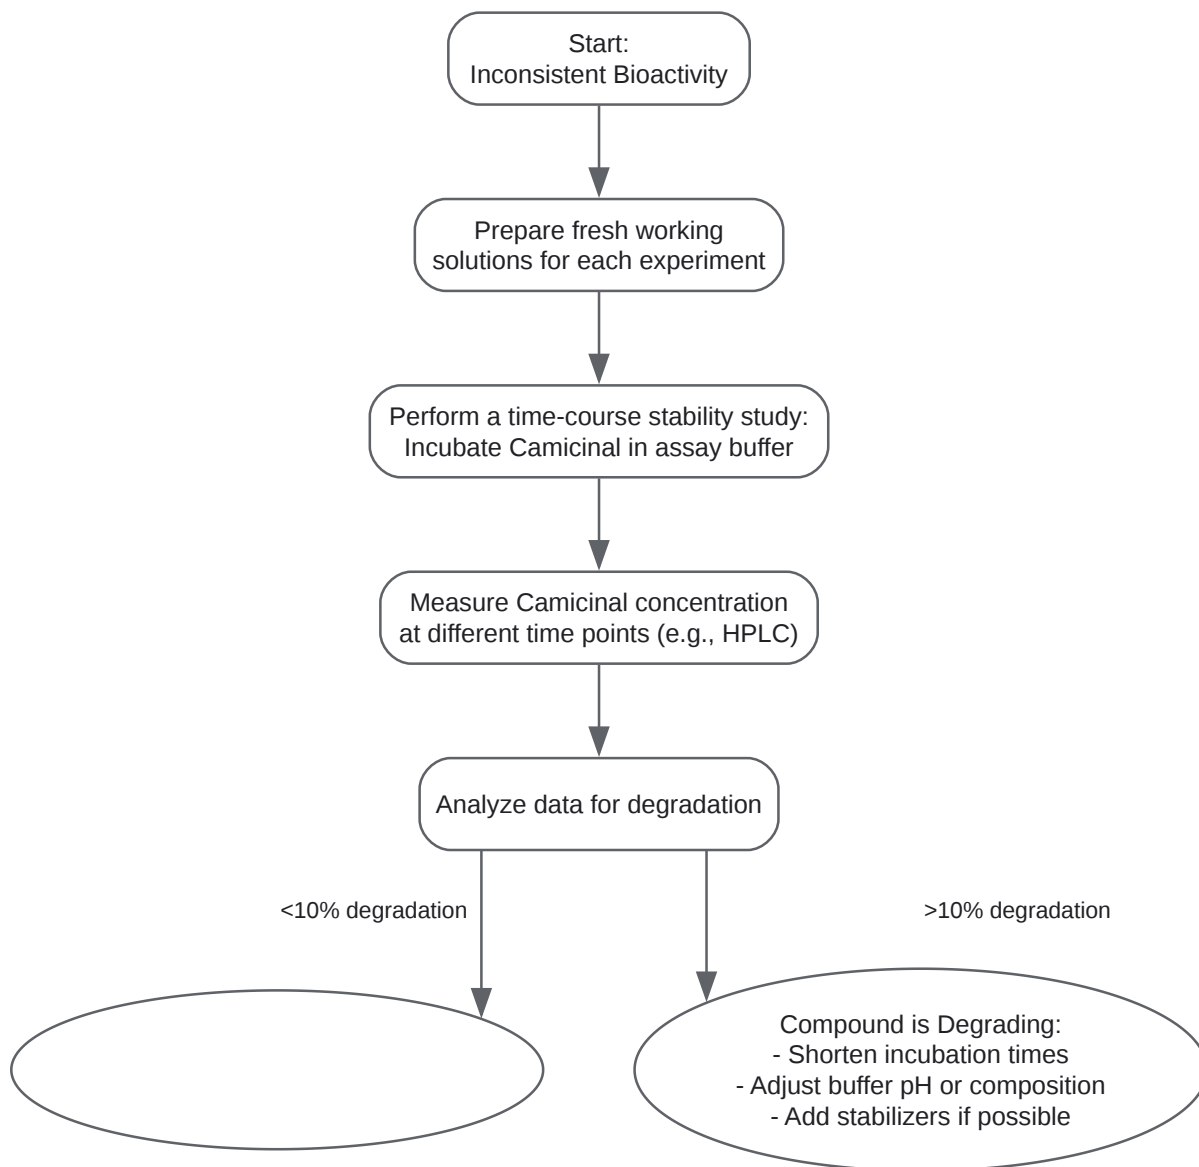 Start:
Inconsistent Bioactivity
Prepare fresh working
solutions for each experiment
Perform a time-course stability study:
Incubate Camicinal in assay buffer
Measure Camicinal concentration
at different time points (e.g., HPLC)
Analyze data for degradation
<10% degradation
>10% degradation
Compound is Degrading:
- Shorten incubation times
- Adjust buffer pH or composition
- Add stabilizers if possible